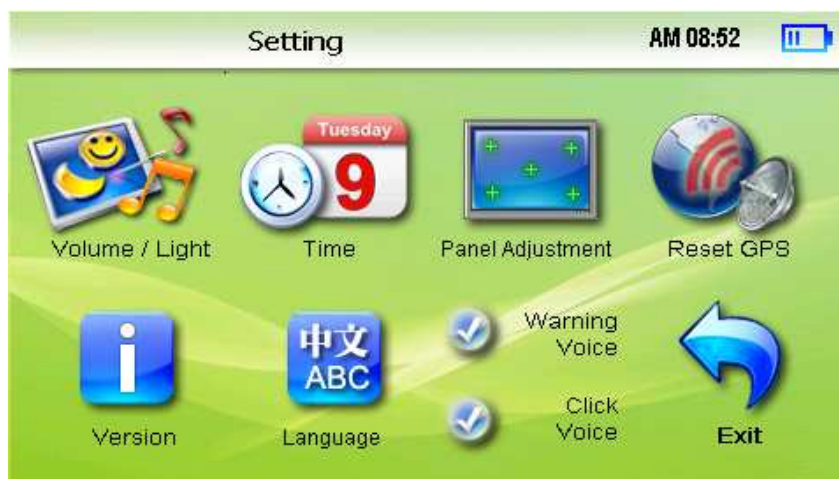 Setting
AM 08:52
Tuesday
9
Volume / Light
Time
Panel Adjustment
Reset GPS
i
中文
ABC
Version
Language
Warning
Voice
Click
Voice
Exit